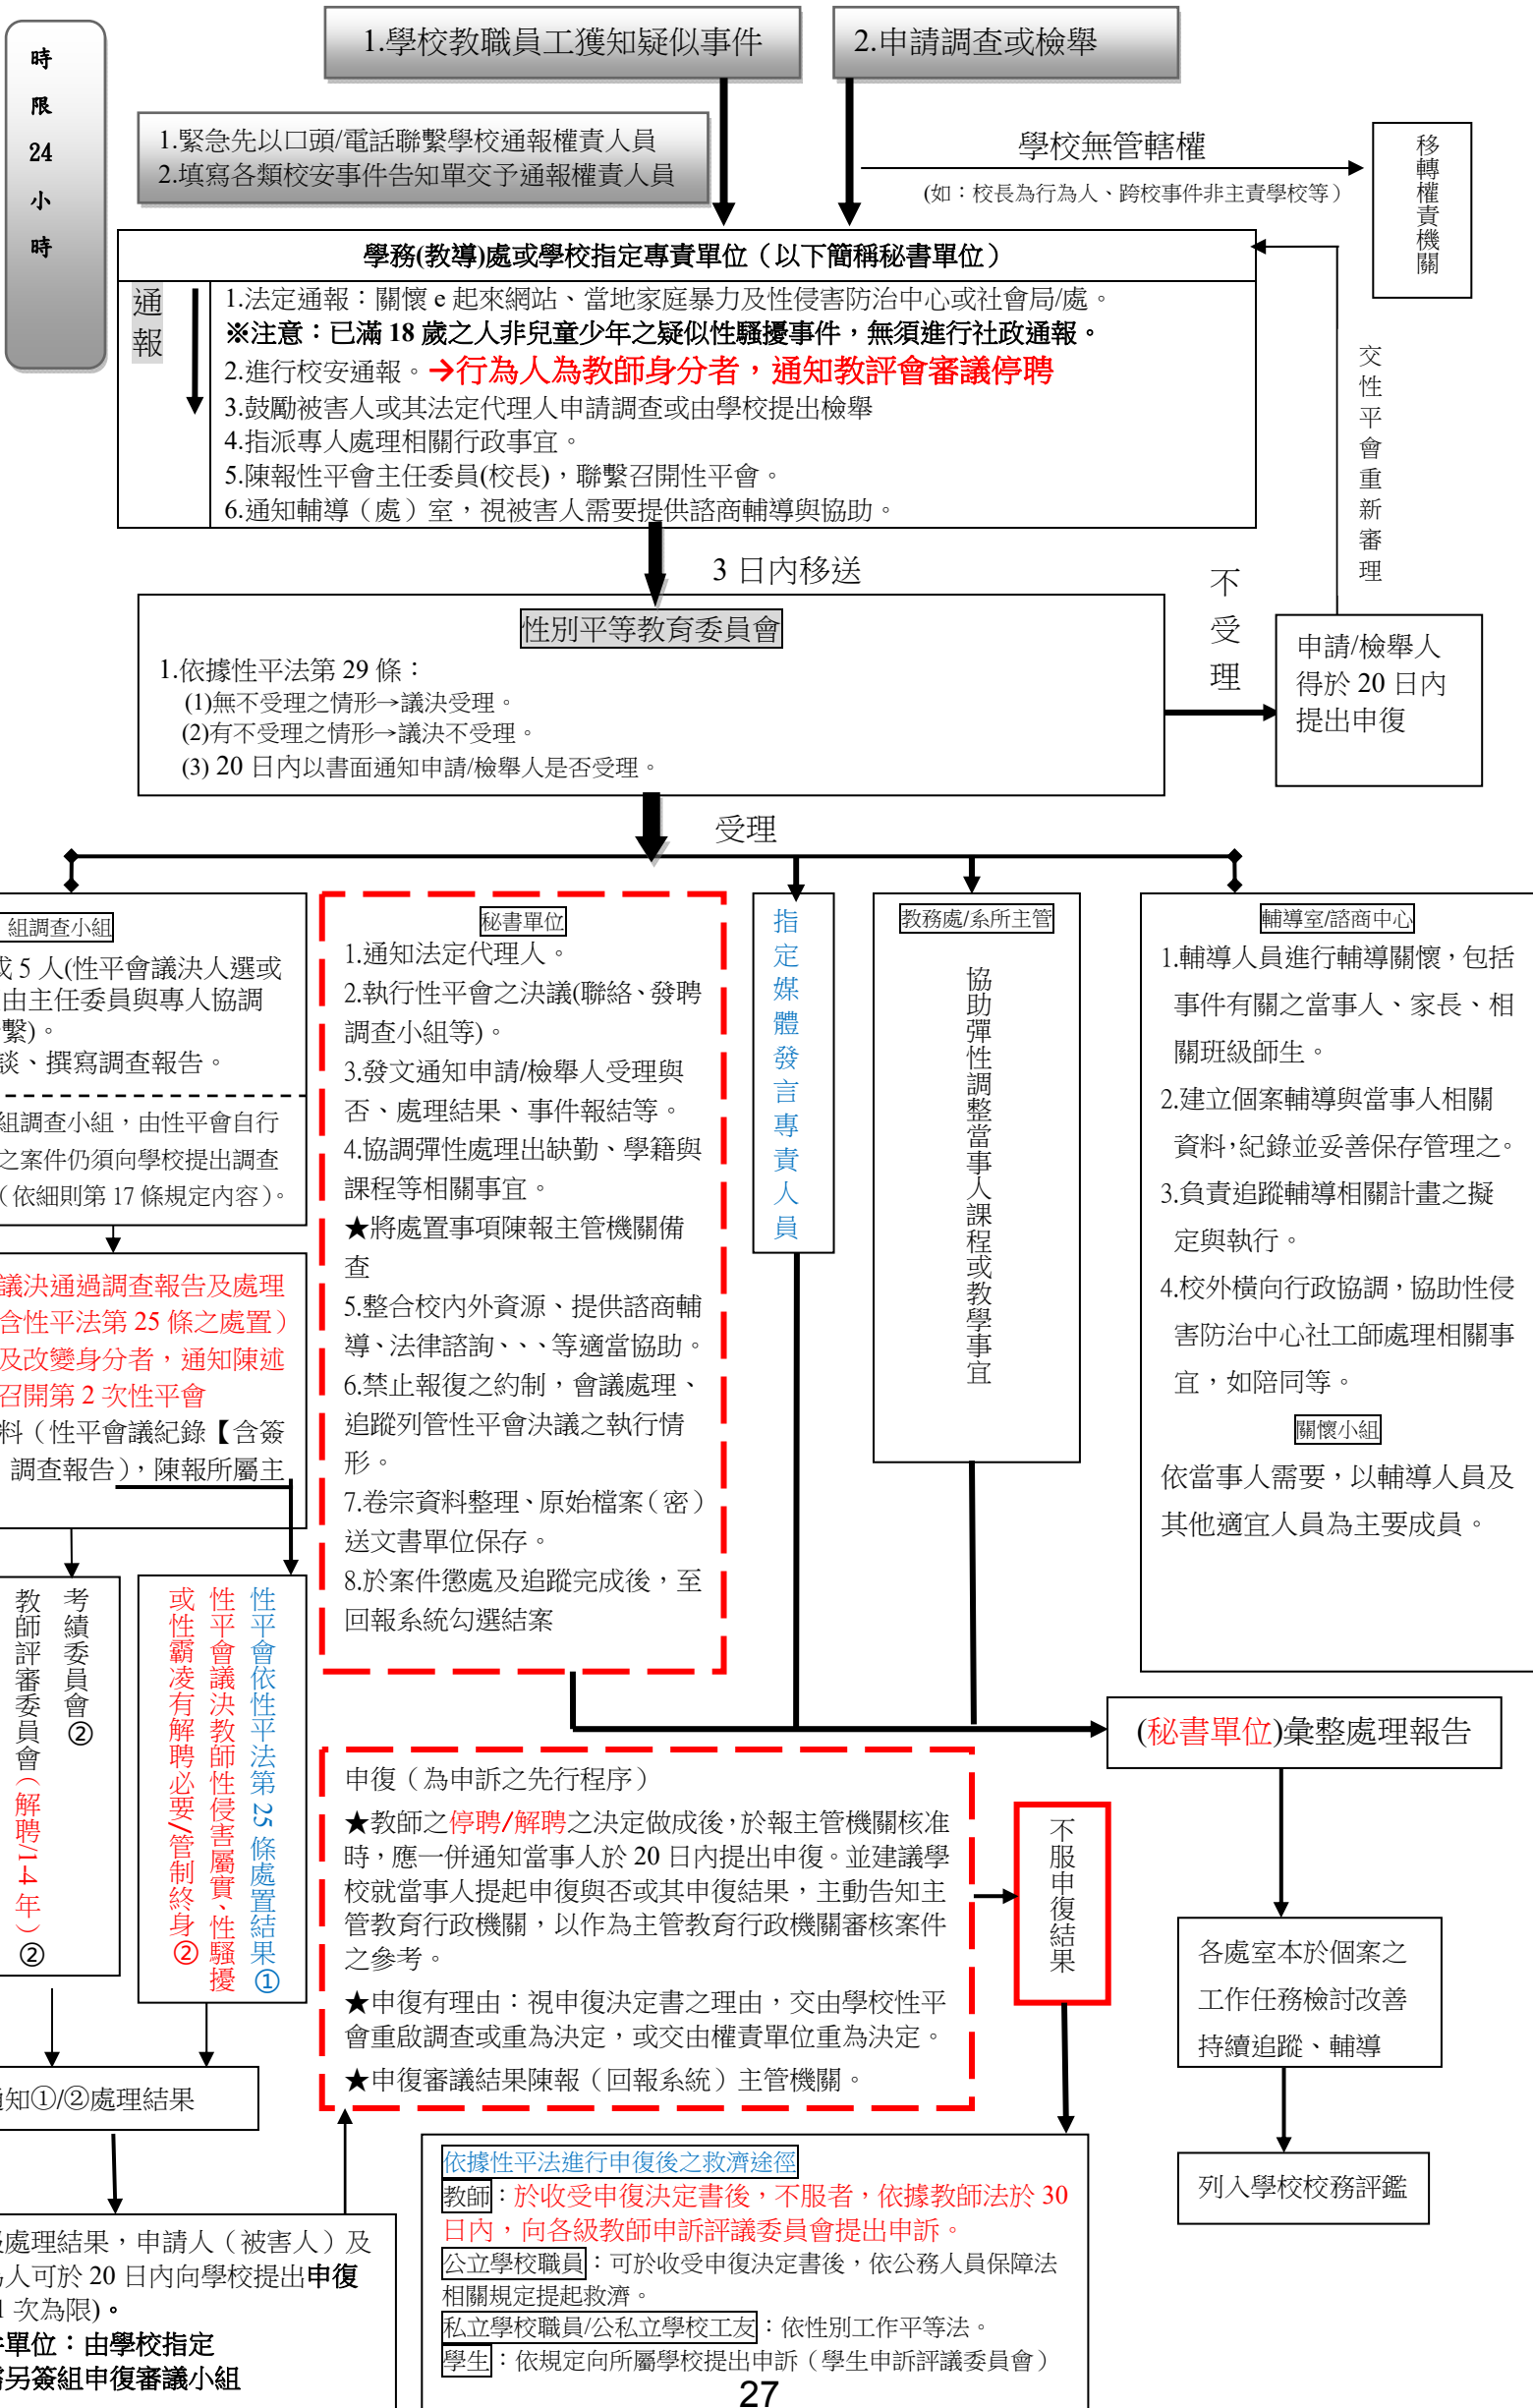 時
限
24
小
時
1.學校教職員工獲知疑似事件
2.申請調查或檢舉
1.緊急先以口頭/電話聯繫學校通報權責人員
2.填寫各類校安事件告知單交予通報權責人員
學校無管轄權
(如：校長為行為人、跨校事件非主責學校等）
移轉權責機關
學務(教導)處或學校指定專責單位（以下簡稱秘書單位）
通
報
1.法定通報：關懷 e 起來網站、當地家庭暴力及性侵害防治中心或社會局/處。
※注意：已滿 18 歲之人非兒童少年之疑似性騷擾事件，無須進行社政通報。
2.進行校安通報。→行為人為教師身分者，通知教評會審議停聘
3.鼓勵被害人或其法定代理人申請調查或由學校提出檢舉
4.指派專人處理相關行政事宜。
5.陳報性平會主任委員(校長)，聯繫召開性平會。
6.通知輔導（處）室，視被害人需要提供諮商輔導與協助。
交性平會重新審理
3 日內移送
性別平等教育委員會
1.依據性平法第 29 條：
(1)無不受理之情形→議決受理。
(2)有不受理之情形→議決不受理。
(3) 20 日內以書面通知申請/檢舉人是否受理。
不
受
理
申請/檢舉人
得於 20 日內
提出申復
受理
組調查小組
或 5 人(性平會議決人選或
由主任委員與專人協調
繫)。
談、撰寫調查報告。
組調查小組，由性平會自行
之案件仍須向學校提出調查
（依細則第 17 條規定內容）。
議決通過調查報告及處理
含性平法第 25 條之處置）
及改變身分者，通知陳述
召開第 2 次性平會
料（性平會議紀錄【含簽
調查報告），陳報所屬主
考績委員會②
教師評審委員會（解聘/1-4 年）②
性平會依性平法第 25 條處置結果①
性平會議決教師性侵害屬實、性騷擾
或性霸凌有解聘必要/管制終身②
知①/②處理結果
處理結果，申請人（被害人）及
人可於 20 日內向學校提出申復
1 次為限)。
單位：由學校指定
另簽組申復審議小組
秘書單位
1.通知法定代理人。
2.執行性平會之決議(聯絡、發聘
調查小組等)。
3.發文通知申請/檢舉人受理與
否、處理結果、事件報結等。
4.協調彈性處理出缺勤、學籍與
課程等相關事宜。
★將處置事項陳報主管機關備
查
5.整合校內外資源、提供諮商輔
導、法律諮詢、、、等適當協助。
6.禁止報復之約制，會議處理、
追蹤列管性平會決議之執行情
形。
7.卷宗資料整理、原始檔案（密）
送文書單位保存。
8.於案件懲處及追蹤完成後，至
回報系統勾選結案
指定媒體發言專責人員
教務處/系所主管
協助彈性調整當事人課程或教學事宜
輔導室/諮商中心
1.輔導人員進行輔導關懷，包括
事件有關之當事人、家長、相
關班級師生。
2.建立個案輔導與當事人相關
資料，紀錄並妥善保存管理之。
3.負責追蹤輔導相關計畫之擬
定與執行。
4.校外橫向行政協調，協助性侵
害防治中心社工師處理相關事
宜，如陪同等。
關懷小組
依當事人需要，以輔導人員及
其他適宜人員為主要成員。
(秘書單位)彙整處理報告
申復（為申訴之先行程序）
★教師之停聘/解聘之決定做成後，於報主管機關核准
時，應一併通知當事人於 20 日內提出申復。並建議學
校就當事人提起申復與否或其申復結果，主動告知主
管教育行政機關，以作為主管教育行政機關審核案件
之參考。
★申復有理由：視申復決定書之理由，交由學校性平
會重啟調查或重為決定，或交由權責單位重為決定。
★申復審議結果陳報（回報系統）主管機關。
不服申復結果
各處室本於個案之
工作任務檢討改善
持續追蹤、輔導
列入學校校務評鑑
依據性平法進行申復後之救濟途徑
教師：於收受申復決定書後，不服者，依據教師法於 30
日內，向各級教師申訴評議委員會提出申訴。
公立學校職員：可於收受申復決定書後，依公務人員保障法
相關規定提起救濟。
私立學校職員/公私立學校工友：依性別工作平等法。
學生：依規定向所屬學校提出申訴（學生申訴評議委員會）
27